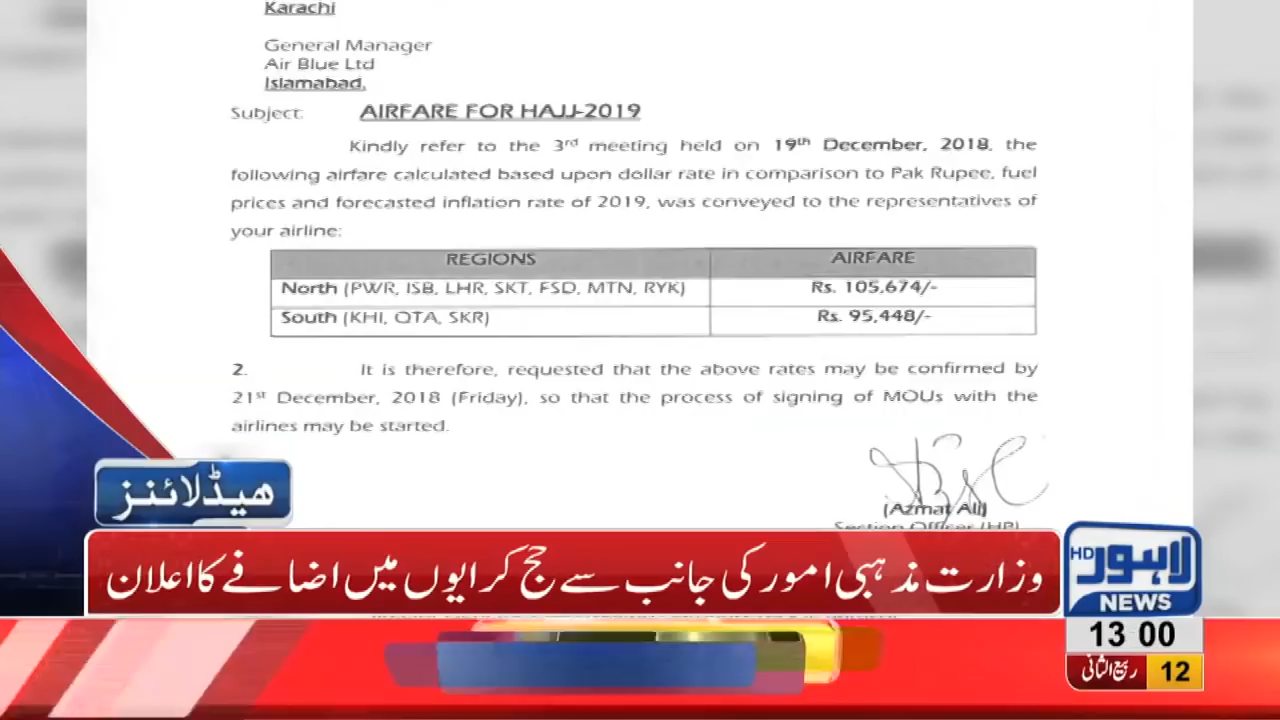 Karachi
General Manager
Air Blue Ltd
Islamabad,
Subject: AIRFARE FOR HAJJ-2019
Kindly refer to the 3rd meeting held on 19th December, 2018, the
following airfare calculated based upon dollar rate in comparison to Pak Rupee, fuel
prices and forecasted inflation rate of 2019, was conveyed to the representatives of
your airline:
REGIONS AIRFARE
North (PWR, ISB, LHR, SKT, FSD, MTN, RYK) Rs. 105,674/-
South (KHI, QTA, SKR) Rs. 95,448/-
2. It is therefore, requested that the above rates may be confirmed by
21st December, 2018 (Friday), so that the process of signing of MOUs with the
airlines may be started.
(Azmat Ali)
Section Officer (HP)
ھیڈلائنز
وزارت مذہبی امور کی جانب سے حج کرایوں میں اضافے کا اعلان
HD لاہور
NEWS
13 00
ربیع الثانی 12